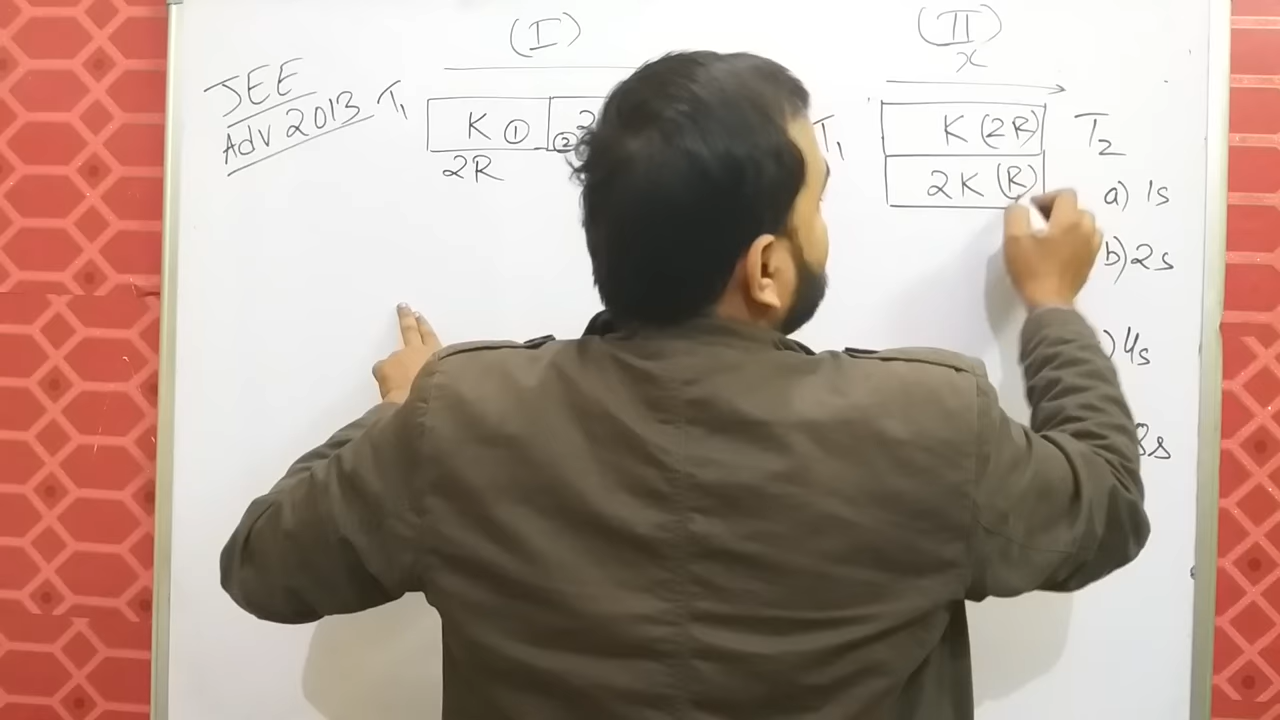 (I)
(II)
x
JEE
Adv 2013
T₁
K ①
② 2
2R
T₁
K (2R)
T₂
2K (R)
a) 1s
b) 2s
) 4s
8s